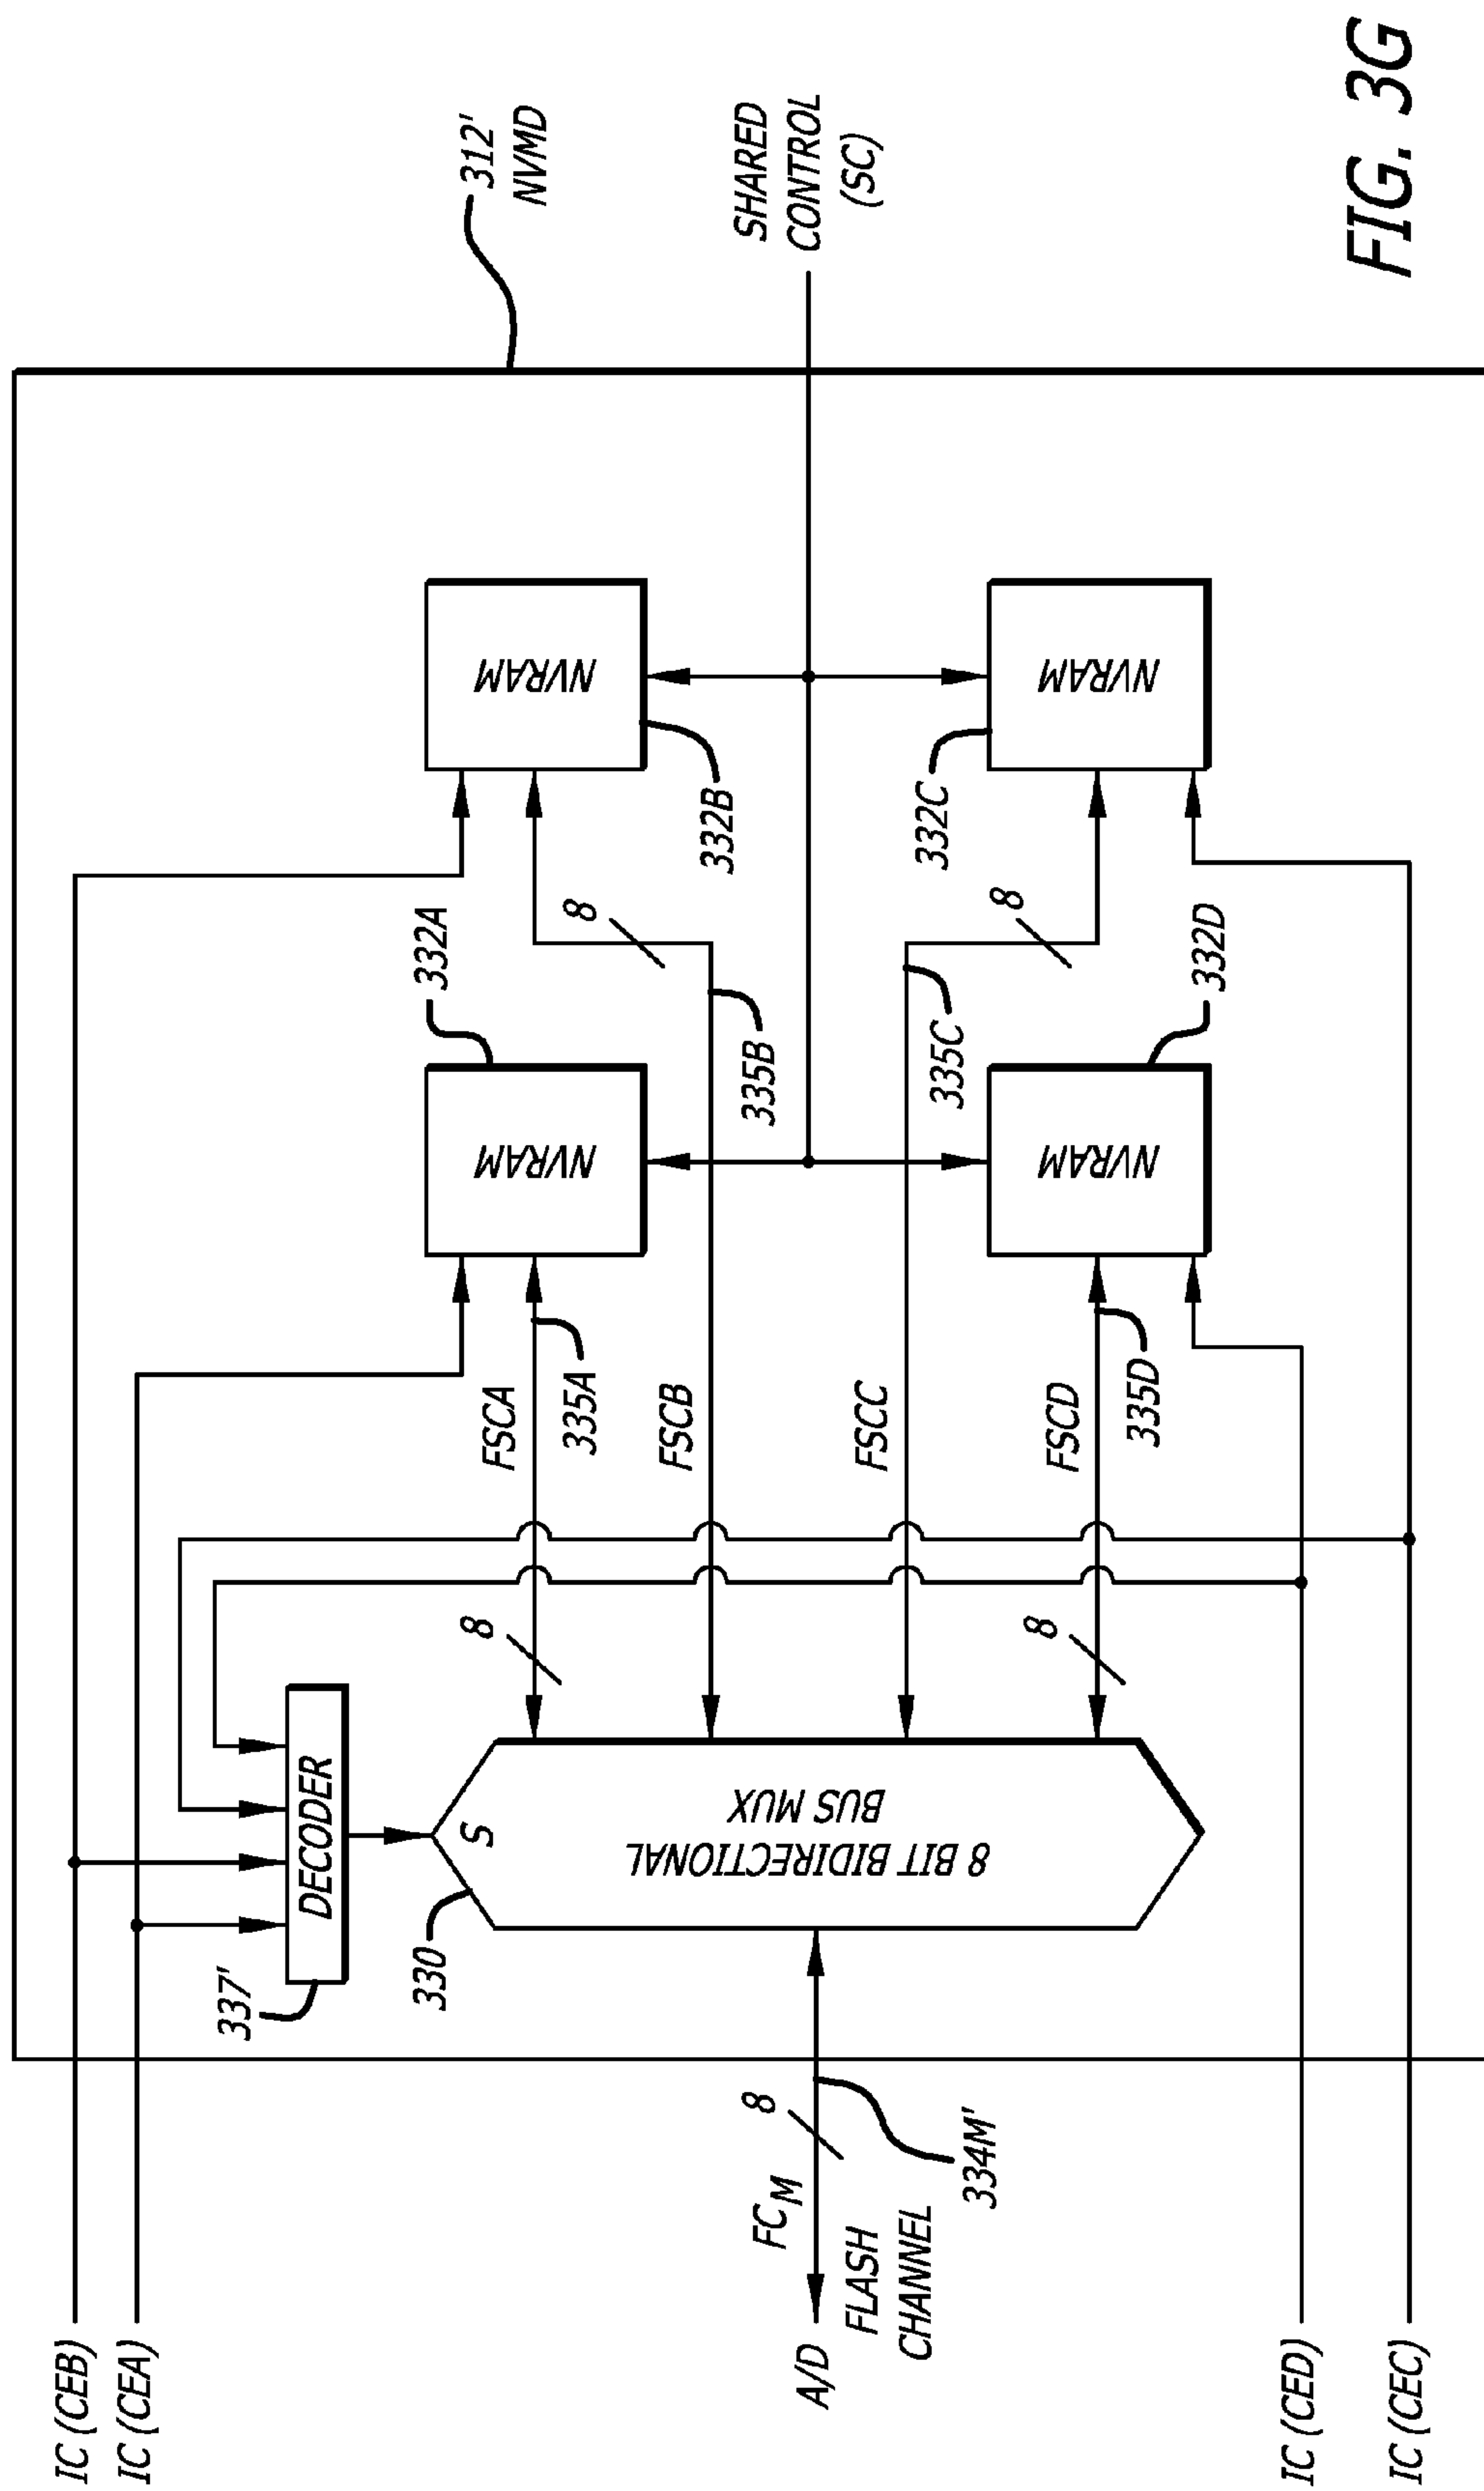 IC (CEB)
IC (CEA)
337'
DECODER
312'
NVMD
330
S
8
FSCA
335A
332A
NVRAM
NVRAM
8
332B
FSCB
335B
8 BIT BIDIRECTIONAL
BUS MUX
FC M
8
A/D
FLASH
CHANNEL
334M'
SHARED
CONTROL
(SC)
FSCC
335C
332C
8
8
FSCD
335D
NVRAM
332D
NVRAM
IC (CED)
IC (CEC)
FIG. 3G